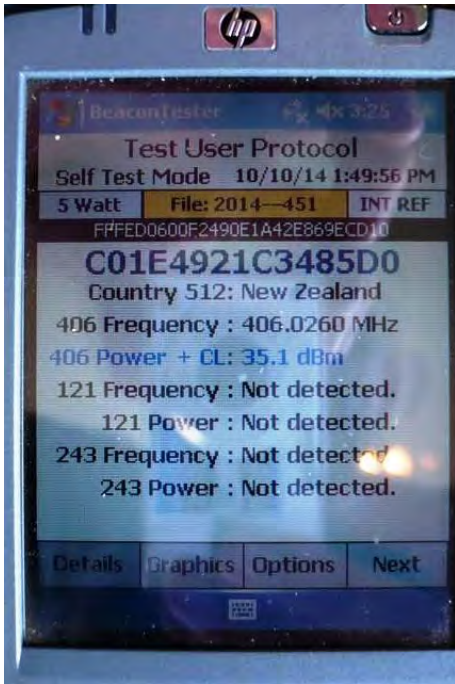 hp
BeaconTester 3:25
Test User Protocol
Self Test Mode 10/10/14 1:49:56 PM
5 Watt File: 2014--451 INT REF
FFFED0600F2490E1A42E869ECD10
C01E4921C3485D0
Country 512: New Zealand
406 Frequency : 406.0260 MHz
406 Power + CL: 35.1 dBm
121 Frequency : Not detected.
121 Power : Not detected.
243 Frequency : Not detected.
243 Power : Not detected.
Details Graphics Options Next